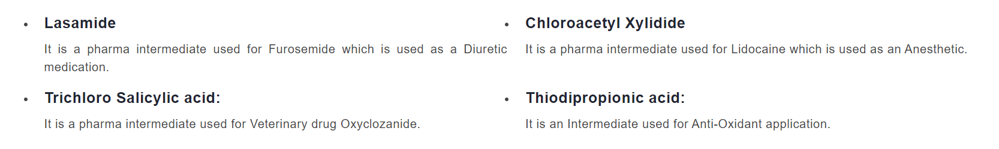 Lasamide
It is a pharma intermediate used for Furosemide which is used as a Diuretic
medication.
Chloroacetyl Xylidide
It is a pharma intermediate used for Lidocaine which is used as an Anesthetic.
Trichloro Salicylic acid:
It is a pharma intermediate used for Veterinary drug Oxyclozanide.
Thiodipropionic acid:
It is an Intermediate used for Anti-Oxidant application.